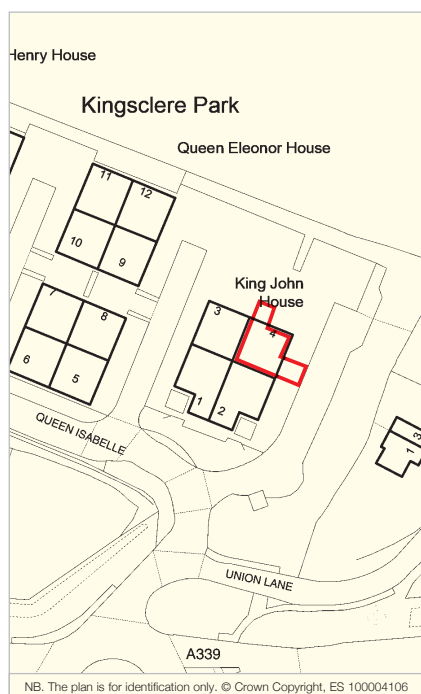 Henry House
Kingsclere Park
Queen Eleonor House
11
12
10
9
King John
House
7
8
3
4
6
5
1
2
QUEEN ISABELLE
3
1
UNION LANE
A339
NB. The plan is for identification only. © Crown Copyright, ES 100004106